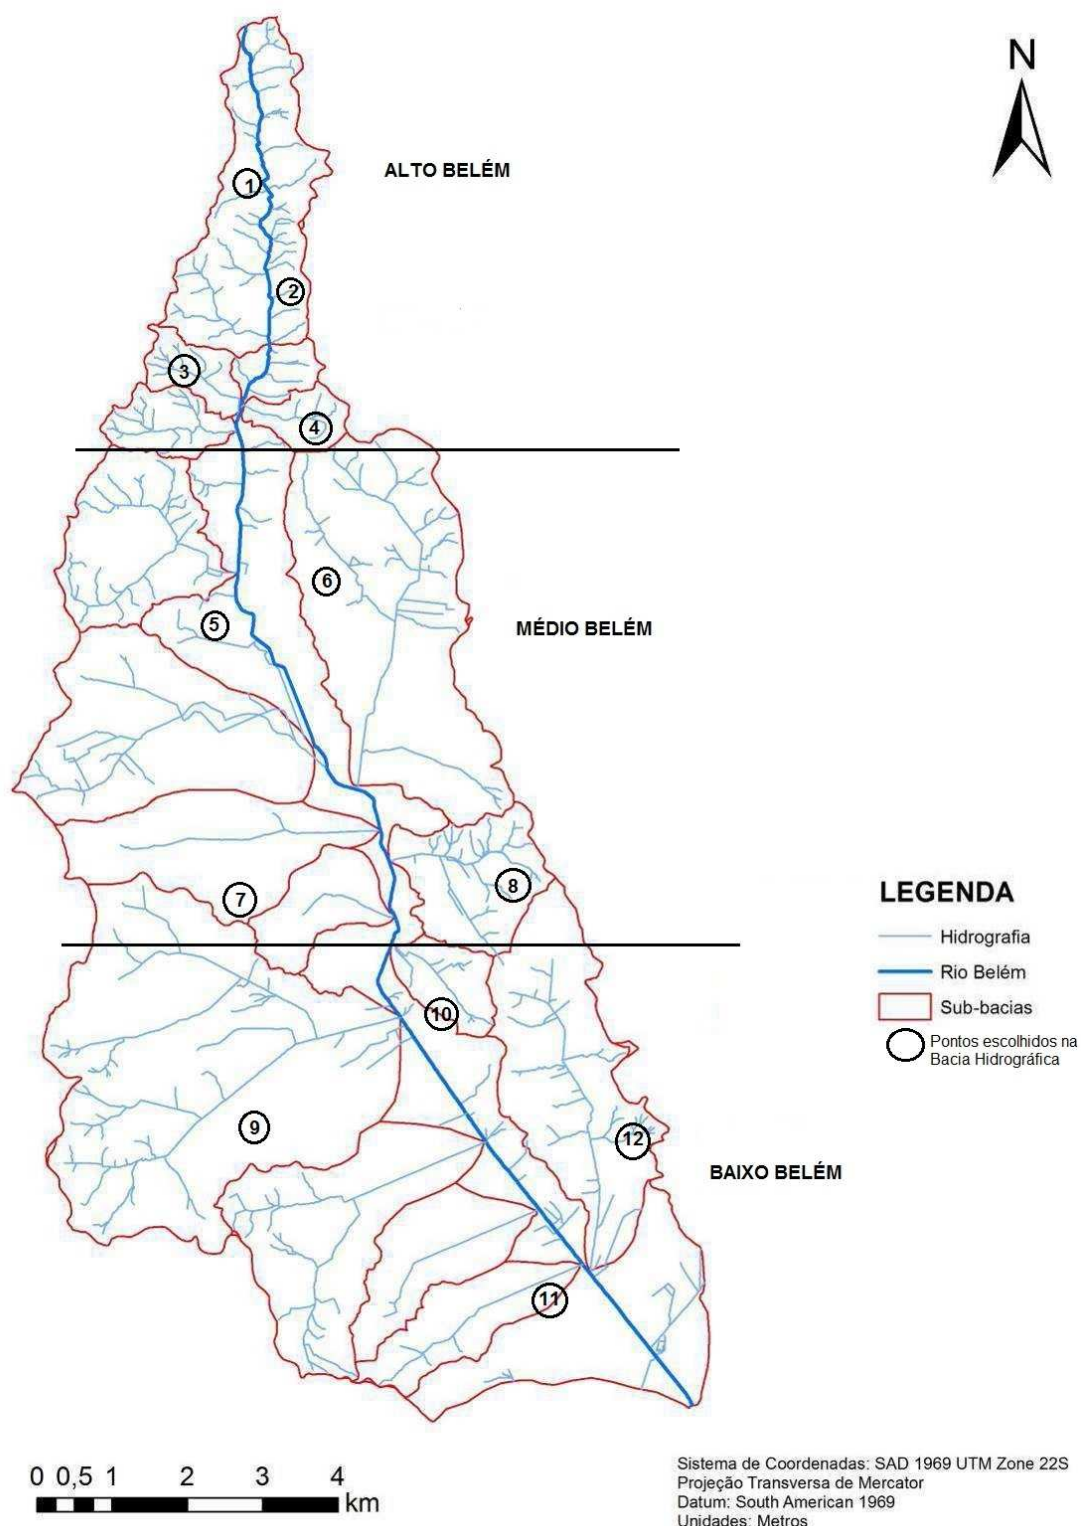 N
ALTO BELÉM
1
2
3
4
6
5
MÉDIO BELÉM
8
7
LEGENDA
Hidrografia
Rio Belém
Sub-bacias
Pontos escolhidos na
Bacia Hidrográfica
10
9
12
BAIXO BELÉM
11
0 0,5 1 2 3 4
km
Sistema de Coordenadas: SAD 1969 UTM Zone 22S
Projeção Transversa de Mercator
Datum: South American 1969
Unidades: Metros